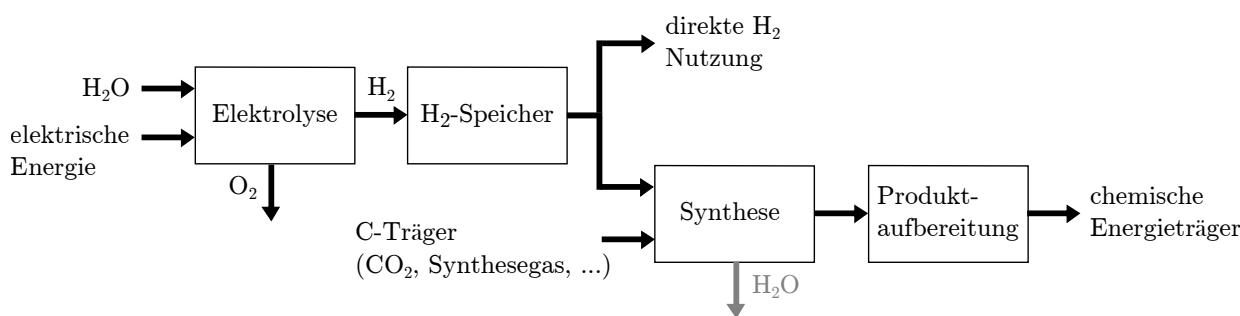 direkte H₂
Nutzung
H₂O
elektrische
Energie
Elektrolyse
H₂
H₂-Speicher
O₂
C-Träger
(CO₂, Synthesegas, ...)
Synthese
H₂O
Produkt-
aufbereitung
chemische
Energieträger